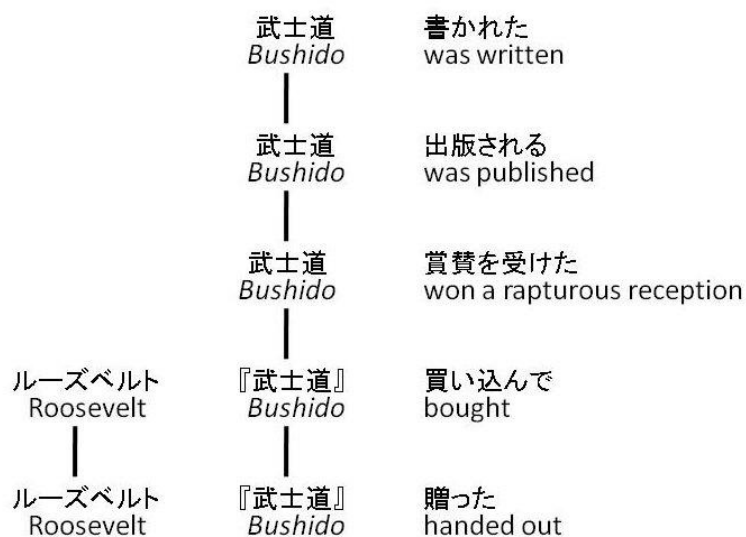 武士道 書かれた
Bushido was written
武士道 出版される
Bushido was published
武士道 賞賛を受けた
Bushido won a rapturous reception
ルーズベルト 『武士道』 買い込んで
Roosevelt Bushido bought
ルーズベルト 『武士道』 贈った
Roosevelt Bushido handed out